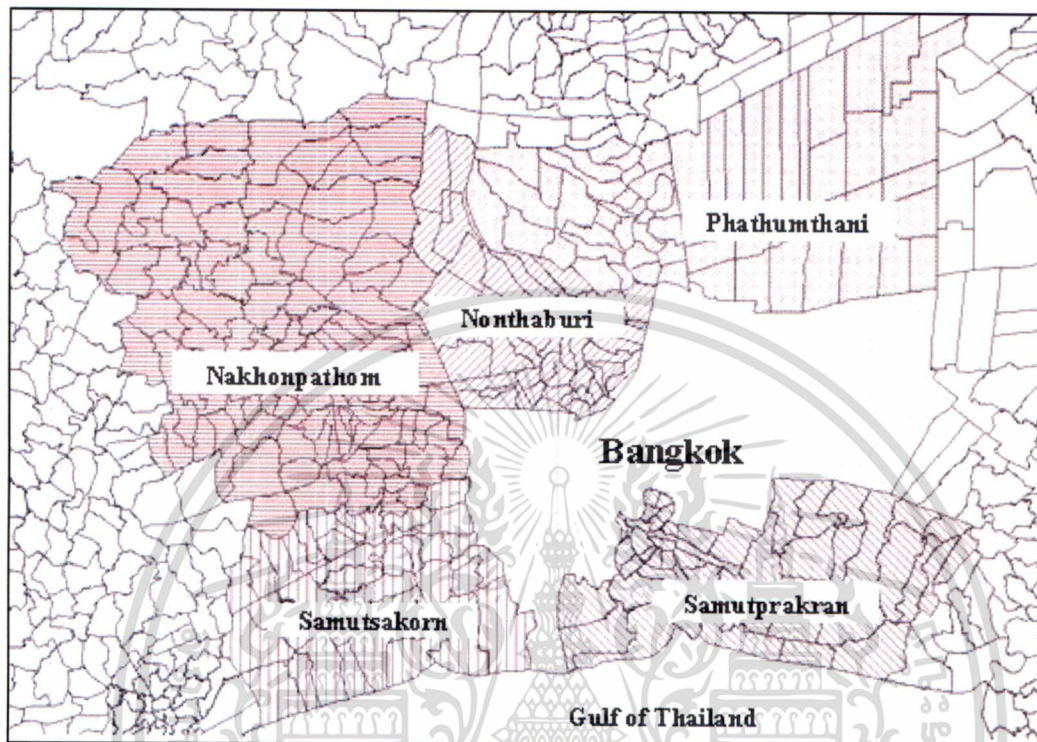 Phathumthani
Nonthaburi
Nakhonpathom
Bangkok
Samutprakran
Samutsakorn
Gulf of Thailand